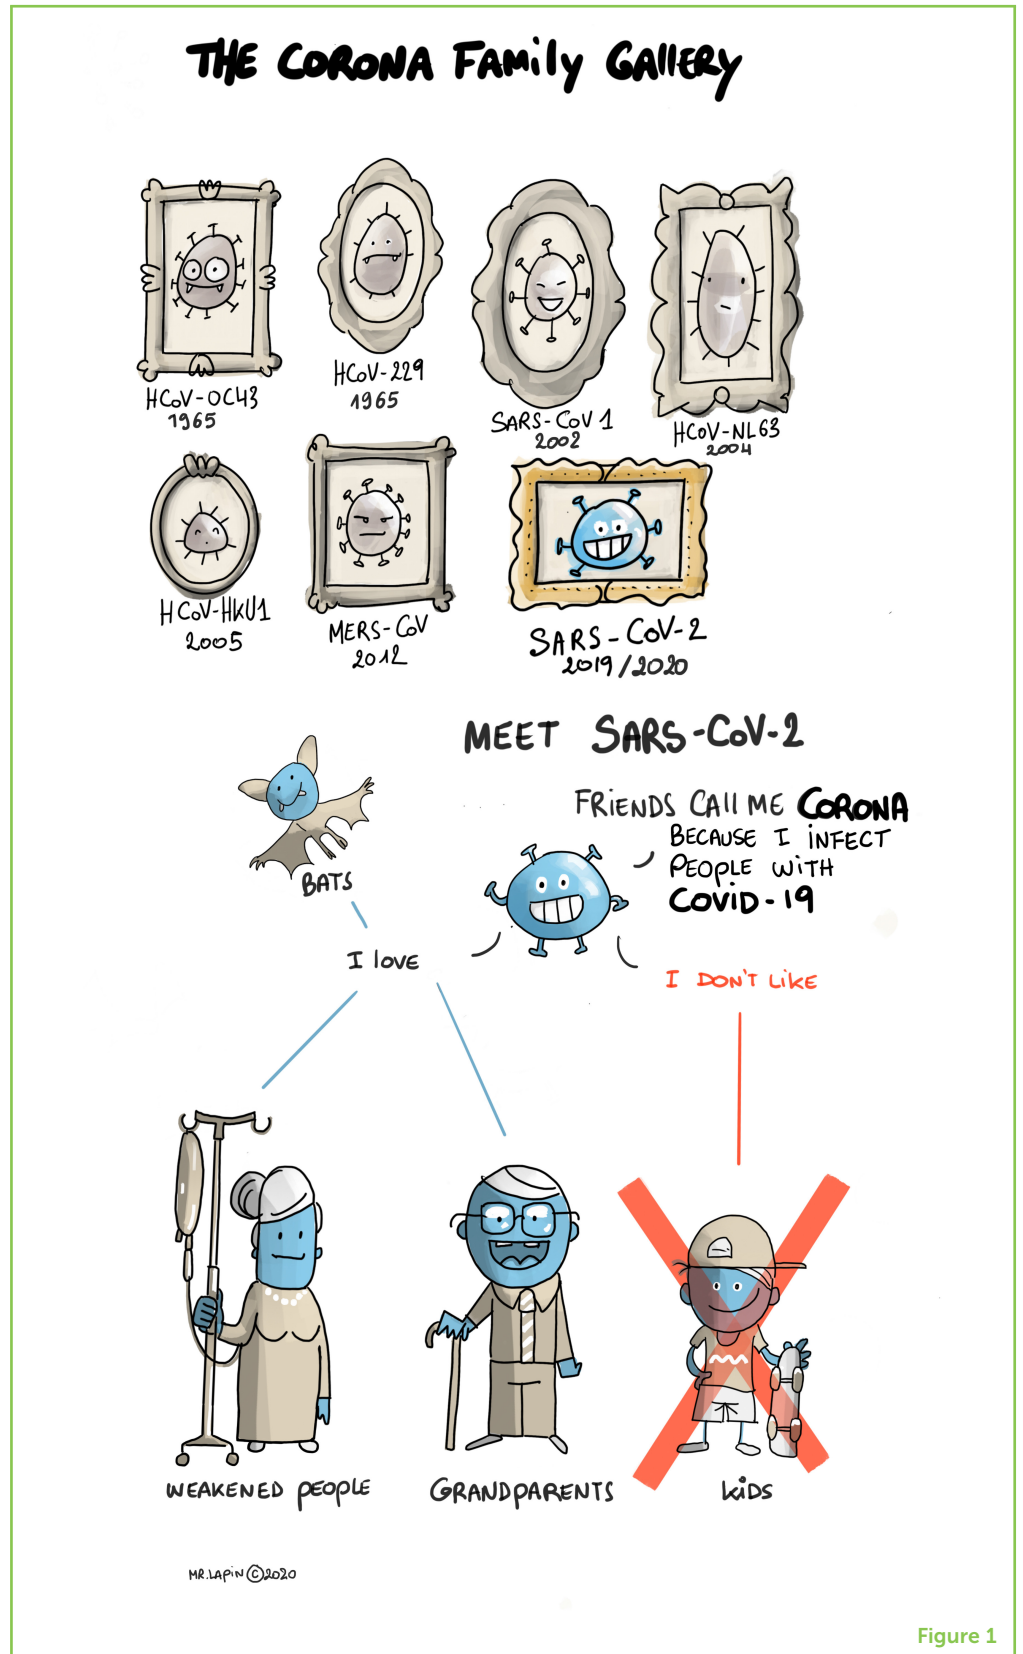 THE CORONA FAMily GAllERY
HCoV-OC43
1965
HCoV-229
1965
SARS-CoV 1
2002
HCoV-NL63
2004
HCoV-HKU1
2005
MERS-CoV
2012
SARS-CoV-2
2019/2020
MEET SARS-CoV-2
FRiENDS CAll ME CORONA
BECAUSE I iNFECT
PEOPLE WiTH
COViD-19
BATS
I lOVE
I DON'T LiKE
WEAKENED PEOPLE
GRANDPARENTS
KiDS
MR.LAPiN©2020
Figure 1